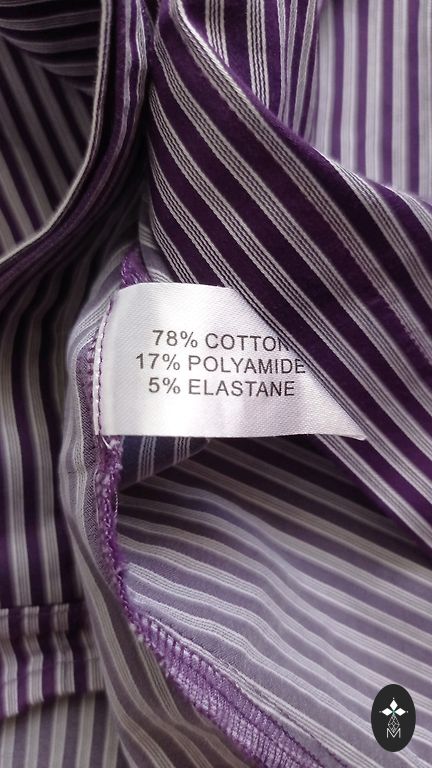 78% COTTON
17% POLYAMIDE
5% ELASTANE
M